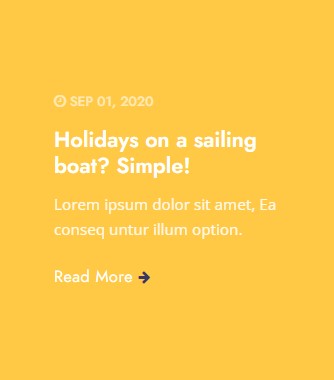 SEP 01, 2020
Holidays on a sailing
boat? Simple!
Lorem ipsum dolor sit amet, Ea
conseq untur illum option.
Read More